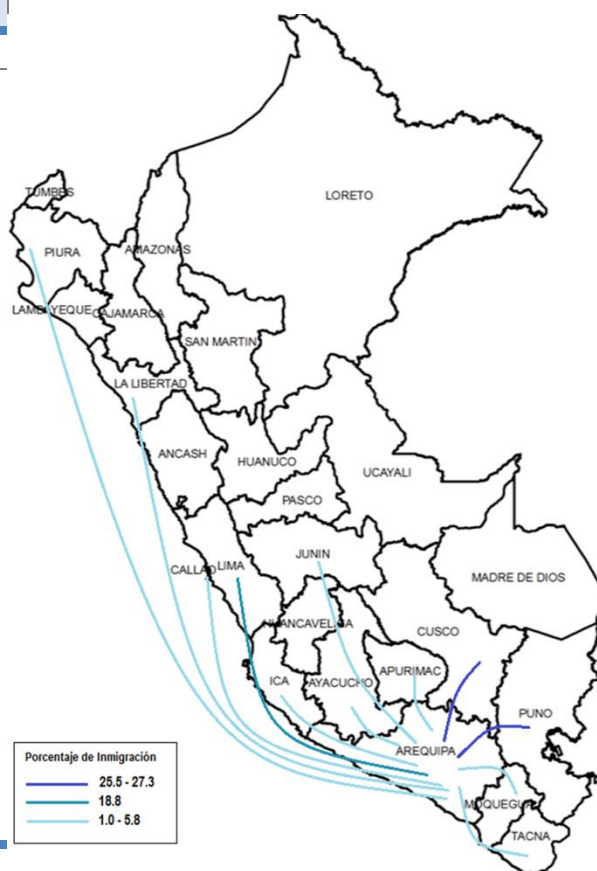 TUMBES
LORETO
PIURA
AMAZONAS
LAMBAYEQUE
CAJAMARCA
SAN MARTIN
LA LIBERTAD
ANCASH
HUANUCO
UCAYALI
PASCO
JUNIN
CALLAO
LIMA
MADRE DE DIOS
HUANCAVELICA
CUSCO
APURIMAC
ICA
AYACUCHO
PUNO
AREQUIPA
MOQUEGUA
TACNA
Porcentaje de Inmigración
25.5 - 27.3
18.8
1.0 - 5.8